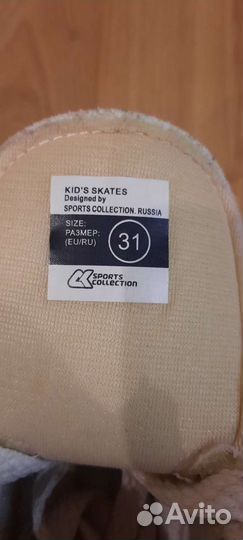 KID'S SKATES
Designed by
SPORTS COLLECTION. RUSSIA
SIZE:
РАЗМЕР:
(EU/RU)
31
SPORTS
COLLECTION
Avito